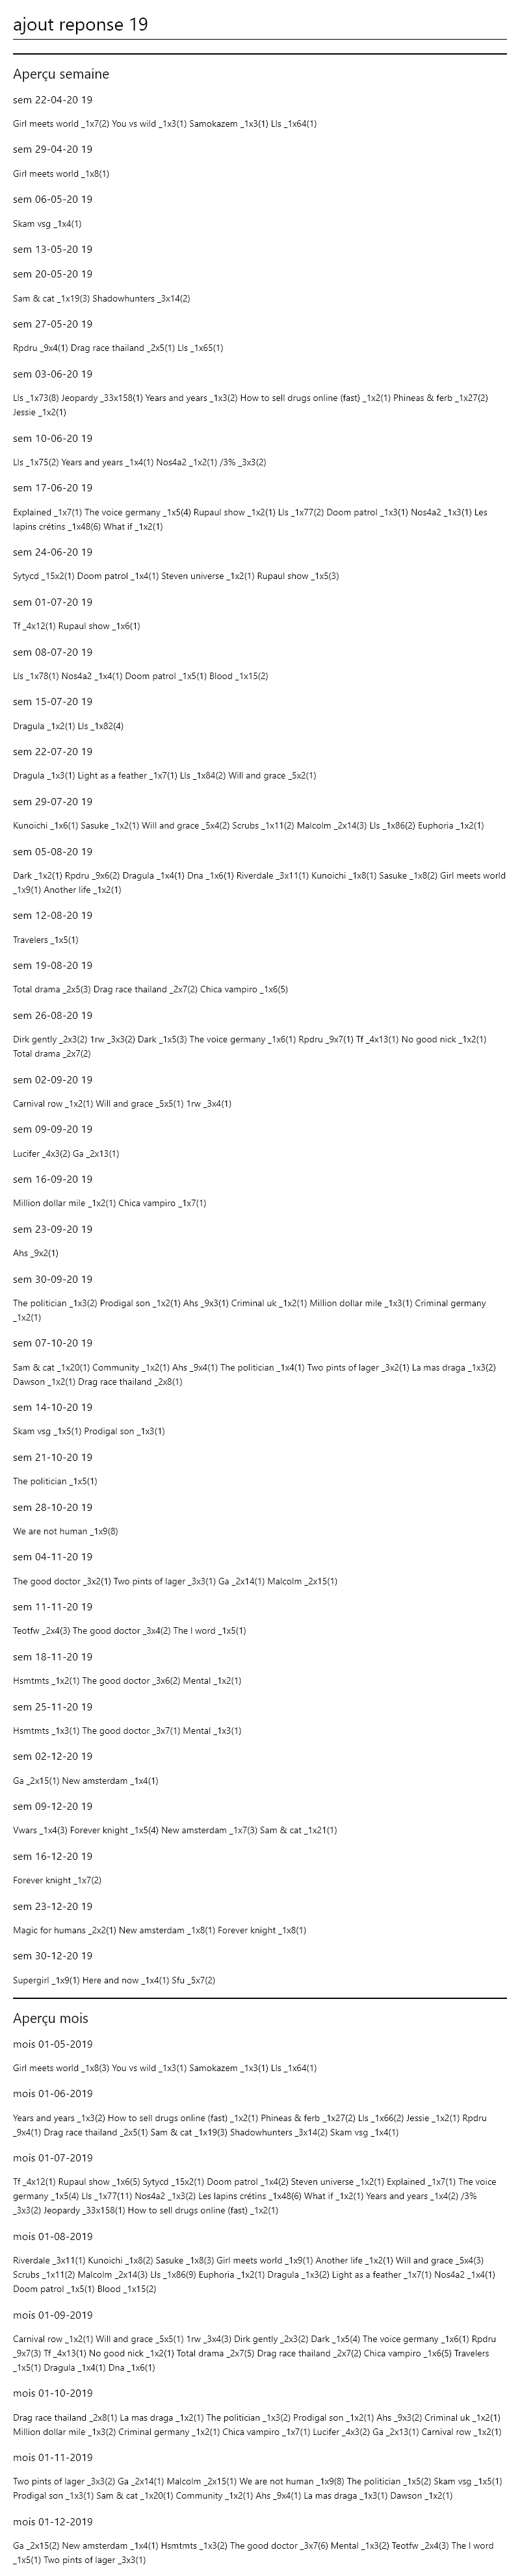 ajout reponse 19
Aperçu semaine
sem 22-04-20 19
Girl meets world _1x7(2) You vs wild _1x3(1) Samokazem _1x3(1) Lls _1x64(1)
sem 29-04-20 19
Girl meets world _1x8(1)
sem 06-05-20 19
Skam vsg _1x4(1)
sem 13-05-20 19
sem 20-05-20 19
Sam & cat _1x19(3) Shadowhunters _3x14(2)
sem 27-05-20 19
Rpdru _9x4(1) Drag race thailand _2x5(1) Lls _1x65(1)
sem 03-06-20 19
Lls _1x73(8) Jeopardy _33x158(1) Years and years _1x3(2) How to sell drugs online (fast) _1x2(1) Phineas & ferb _1x27(2)
Jessie _1x2(1)
sem 10-06-20 19
Lls _1x75(2) Years and years _1x4(1) Nos4a2 _1x2(1) /3% _3x3(2)
sem 17-06-20 19
Explained _1x7(1) The voice germany _1x5(4) Rupaul show _1x2(1) Lls _1x77(2) Doom patrol _1x3(1) Nos4a2 _1x3(1) Les
lapins crétins _1x48(6) What if _1x2(1)
sem 24-06-20 19
Sytycd _15x2(1) Doom patrol _1x4(1) Steven universe _1x2(1) Rupaul show _1x5(3)
sem 01-07-20 19
Tf _4x12(1) Rupaul show _1x6(1)
sem 08-07-20 19
Lls _1x78(1) Nos4a2 _1x4(1) Doom patrol _1x5(1) Blood _1x15(2)
sem 15-07-20 19
Dragula _1x2(1) Lls _1x82(4)
sem 22-07-20 19
Dragula _1x3(1) Light as a feather _1x7(1) Lls _1x84(2) Will and grace _5x2(1)
sem 29-07-20 19
Kunoichi _1x6(1) Sasuke _1x2(1) Will and grace _5x4(2) Scrubs _1x11(2) Malcolm _2x14(3) Lls _1x86(2) Euphoria _1x2(1)
sem 05-08-20 19
Dark _1x2(1) Rpdru _9x6(2) Dragula _1x4(1) Dna _1x6(1) Riverdale _3x11(1) Kunoichi _1x8(1) Sasuke _1x8(2) Girl meets world
_1x9(1) Another life _1x2(1)
sem 12-08-20 19
Travelers _1x5(1)
sem 19-08-20 19
Total drama _2x5(3) Drag race thailand _2x7(2) Chica vampiro _1x6(5)
sem 26-08-20 19
Dirk gently _2x3(2) 1rw _3x3(2) Dark _1x5(3) The voice germany _1x6(1) Rpdru _9x7(1) Tf _4x13(1) No good nick _1x2(1)
Total drama _2x7(2)
sem 02-09-20 19
Carnival row _1x2(1) Will and grace _5x5(1) 1rw _3x4(1)
sem 09-09-20 19
Lucifer _4x3(2) Ga _2x13(1)
sem 16-09-20 19
Million dollar mile _1x2(1) Chica vampiro _1x7(1)
sem 23-09-20 19
Ahs _9x2(1)
sem 30-09-20 19
The politician _1x3(2) Prodigal son _1x2(1) Ahs _9x3(1) Criminal uk _1x2(1) Million dollar mile _1x3(1) Criminal germany
_1x2(1)
sem 07-10-20 19
Sam & cat _1x20(1) Community _1x2(1) Ahs _9x4(1) The politician _1x4(1) Two pints of lager _3x2(1) La mas draga _1x3(2)
Dawson _1x2(1) Drag race thailand _2x8(1)
sem 14-10-20 19
Skam vsg _1x5(1) Prodigal son _1x3(1)
sem 21-10-20 19
The politician _1x5(1)
sem 28-10-20 19
We are not human _1x9(8)
sem 04-11-20 19
The good doctor _3x2(1) Two pints of lager _3x3(1) Ga _2x14(1) Malcolm _2x15(1)
sem 11-11-20 19
Teotfw _2x4(3) The good doctor _3x4(2) The l word _1x5(1)
sem 18-11-20 19
Hsmtmts _1x2(1) The good doctor _3x6(2) Mental _1x2(1)
sem 25-11-20 19
Hsmtmts _1x3(1) The good doctor _3x7(1) Mental _1x3(1)
sem 02-12-20 19
Ga _2x15(1) New amsterdam _1x4(1)
sem 09-12-20 19
Vwars _1x4(3) Forever knight _1x5(4) New amsterdam _1x7(3) Sam & cat _1x21(1)
sem 16-12-20 19
Forever knight _1x7(2)
sem 23-12-20 19
Magic for humans _2x2(1) New amsterdam _1x8(1) Forever knight _1x8(1)
sem 30-12-20 19
Supergirl _1x9(1) Here and now _1x4(1) Sfu _5x7(2)
Aperçu mois
mois 01-05-2019
Girl meets world _1x8(3) You vs wild _1x3(1) Samokazem _1x3(1) Lls _1x64(1)
mois 01-06-2019
Years and years _1x3(2) How to sell drugs online (fast) _1x2(1) Phineas & ferb _1x27(2) Lls _1x66(2) Jessie _1x2(1) Rpdru
_9x4(1) Drag race thailand _2x5(1) Sam & cat _1x19(3) Shadowhunters _3x14(2) Skam vsg _1x4(1)
mois 01-07-2019
Tf _4x12(1) Rupaul show _1x6(5) Sytycd _15x2(1) Doom patrol _1x4(2) Steven universe _1x2(1) Explained _1x7(1) The voice
germany _1x5(4) Lls _1x77(11) Nos4a2 _1x3(2) Les lapins crétins _1x48(6) What if _1x2(1) Years and years _1x4(2) /3%
_3x3(2) Jeopardy _33x158(1) How to sell drugs online (fast) _1x2(1)
mois 01-08-2019
Riverdale _3x11(1) Kunoichi _1x8(2) Sasuke _1x8(3) Girl meets world _1x9(1) Another life _1x2(1) Will and grace _5x4(3)
Scrubs _1x11(2) Malcolm _2x14(3) Lls _1x86(9) Euphoria _1x2(1) Dragula _1x3(2) Light as a feather _1x7(1) Nos4a2 _1x4(1)
Doom patrol _1x5(1) Blood _1x15(2)
mois 01-09-2019
Carnival row _1x2(1) Will and grace _5x5(1) 1rw _3x4(3) Dirk gently _2x3(2) Dark _1x5(4) The voice germany _1x6(1) Rpdru
_9x7(3) Tf _4x13(1) No good nick _1x2(1) Total drama _2x7(5) Drag race thailand _2x7(2) Chica vampiro _1x6(5) Travelers
_1x5(1) Dragula _1x4(1) Dna _1x6(1)
mois 01-10-2019
Drag race thailand _2x8(1) La mas draga _1x2(1) The politician _1x3(2) Prodigal son _1x2(1) Ahs _9x3(2) Criminal uk _1x2(1)
Million dollar mile _1x3(2) Criminal germany _1x2(1) Chica vampiro _1x7(1) Lucifer _4x3(2) Ga _2x13(1) Carnival row _1x2(1)
mois 01-11-2019
Two pints of lager _3x3(2) Ga _2x14(1) Malcolm _2x15(1) We are not human _1x9(8) The politician _1x5(2) Skam vsg _1x5(1)
Prodigal son _1x3(1) Sam & cat _1x20(1) Community _1x2(1) Ahs _9x4(1) La mas draga _1x3(1) Dawson _1x2(1)
mois 01-12-2019
Ga _2x15(2) New amsterdam _1x4(1) Hsmtmts _1x3(2) The good doctor _3x7(6) Mental _1x3(2) Teotfw _2x4(3) The l word
_1x5(1) Two pints of lager _3x3(1)